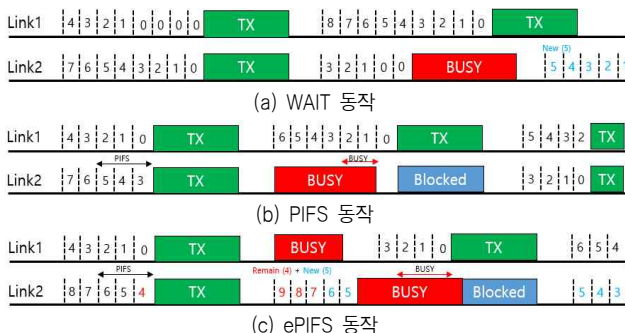 Link1 4 3 2 1 0 0 0 0 TX 8 7 6 5 4 3 2 1 0 TX
New (5)
Link2 7 6 5 4 3 2 1 0 TX 3 2 1 0 0 BUSY 5 4 3 2
(a) WAIT 동작
Link1 4 3 2 1 0 TX 6 5 4 3 2 1 0 TX 5 4 3 2 TX
PIFS BUSY
Link2 7 6 5 4 3 TX BUSY Blocked 3 2 1 0 TX
(b) PIFS 동작
Link1 4 3 2 1 0 TX BUSY 3 2 1 0 TX 6 5 4
PIFS Remain (4) + New (5) BUSY
Link2 8 7 6 5 4 TX 9 8 7 6 5 BUSY Blocked 5 4 3
(c) ePIFS 동작